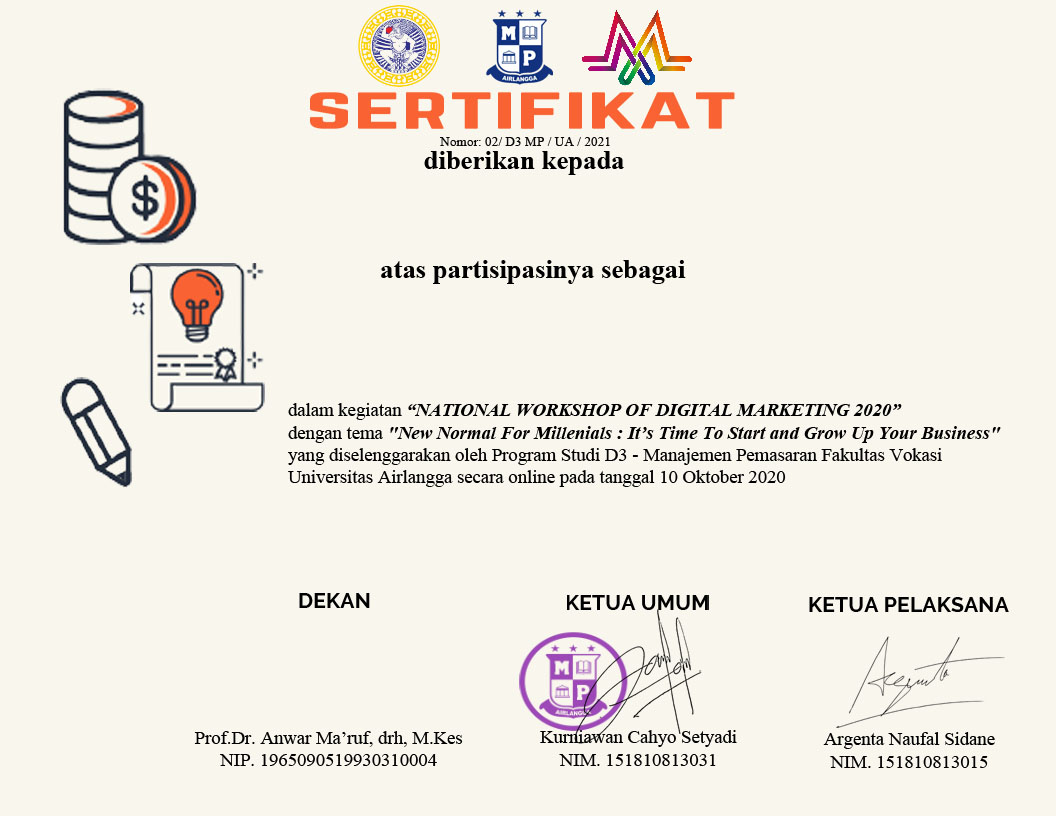 M P
AIRLANGGA
SERTIFIKAT
Nomor: 02/ D3 MP / UA / 2021
diberikan kepada
$
atas partisipasinya sebagai
dalam kegiatan “NATIONAL WORKSHOP OF DIGITAL MARKETING 2020”
dengan tema "New Normal For Millenials : It’s Time To Start and Grow Up Your Business"
yang diselenggarakan oleh Program Studi D3 - Manajemen Pemasaran Fakultas Vokasi
Universitas Airlangga secara online pada tanggal 10 Oktober 2020
DEKAN
KETUA UMUM
KETUA PELAKSANA
M P
AIRLANGGA
Prof.Dr. Anwar Ma’ruf, drh, M.Kes
NIP. 1965090519930310004
Kurniawan Cahyo Setyadi
NIM. 151810813031
Argenta Naufal Sidane
NIM. 151810813015